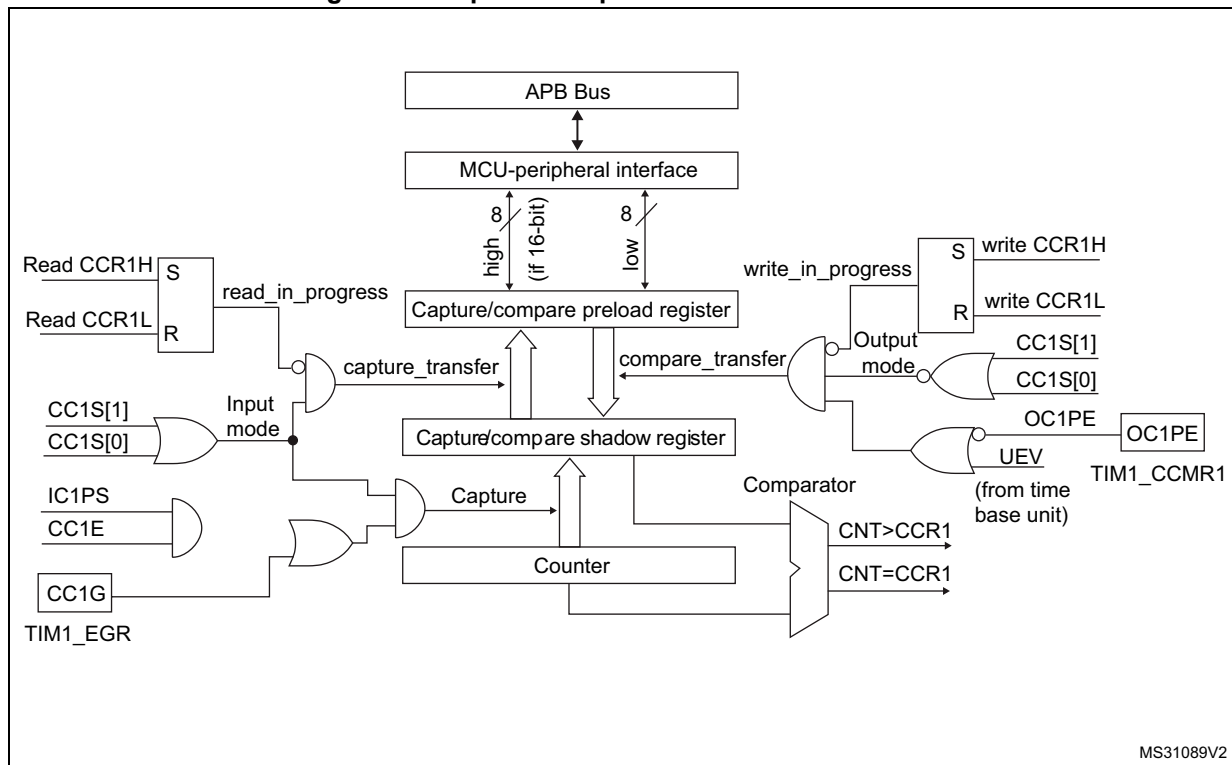 APB Bus
MCU-peripheral interface
8
high
(if 16-bit)
8
low
Read CCR1H
S
read_in_progress
Read CCR1L
R
write_in_progress
S
write CCR1H
R
write CCR1L
Capture/compare preload register
capture_transfer
compare_transfer
Output
mode
CC1S[1]
CC1S[0]
CC1S[1]
CC1S[0]
Input
mode
Capture/compare shadow register
OC1PE
OC1PE
UEV
TIM1_CCMR1
(from time
base unit)
IC1PS
CC1E
Capture
Comparator
CNT>CCR1
Counter
CNT=CCR1
CC1G
TIM1_EGR
MS31089V2